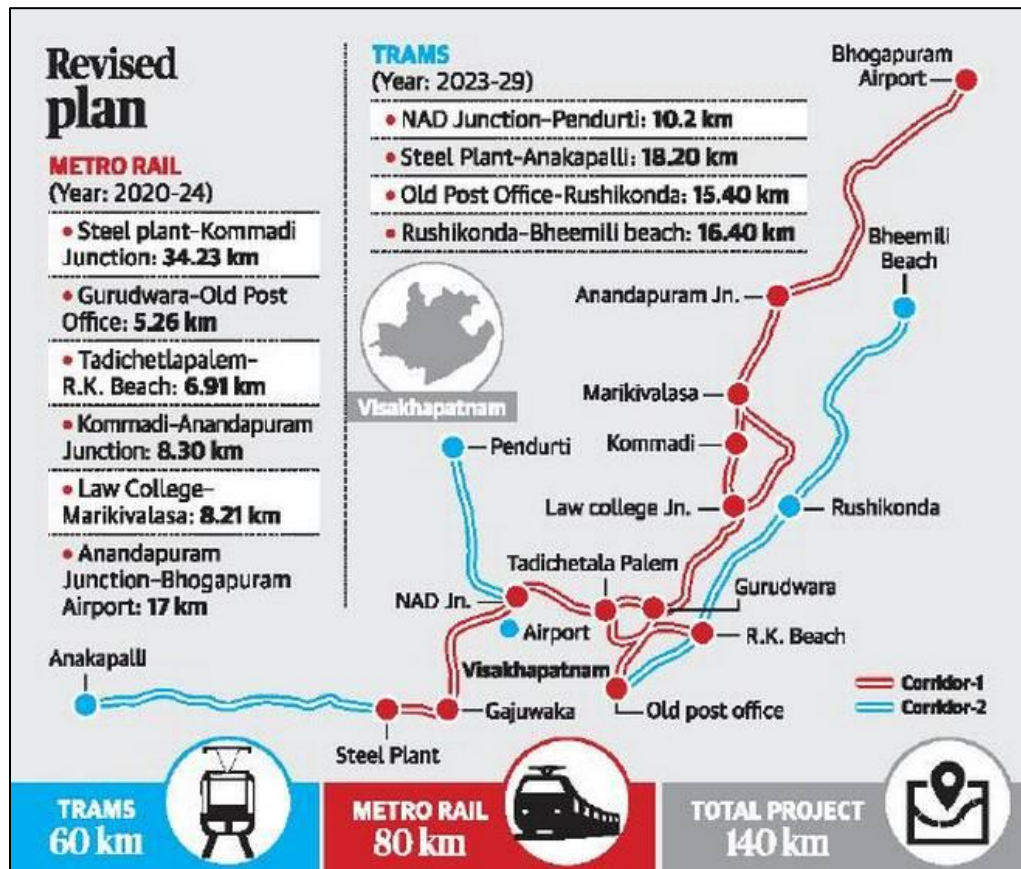 Revised
plan
METRO RAIL
(Year: 2020-24)
• Steel plant-Kommadi
Junction: 34.23 km
• Gurudwara-Old Post
Office: 5.26 km
• Tadichetlapalem-
R.K. Beach: 6.91 km
• Kommadi-Anandapuram
Junction: 8.30 km
• Law College-
Marikivalasa: 8.21 km
• Anandapuram
Junction-Bhogapuram
Airport: 17 km
TRAMS
(Year: 2023-29)
• NAD Junction-Pendurti: 10.2 km
• Steel Plant-Anakapalli: 18.20 km
• Old Post Office-Rushikonda: 15.40 km
• Rushikonda-Bheemili beach: 16.40 km
Visakhapatnam
Bhogapuram
Airport
Bheemili
Beach
Anandapuram Jn.
Marikivalasa
Pendurti
Kommadi
Law college Jn.
Rushikonda
Tadichetala Palem
Gurudwara
NAD Jn.
Airport
R.K. Beach
Visakhapatnam
Anakapalli
Gajuwaka
Old post office
Steel Plant
Corridor-1
Corridor-2
TRAMS
60 km
METRO RAIL
80 km
TOTAL PROJECT
140 km